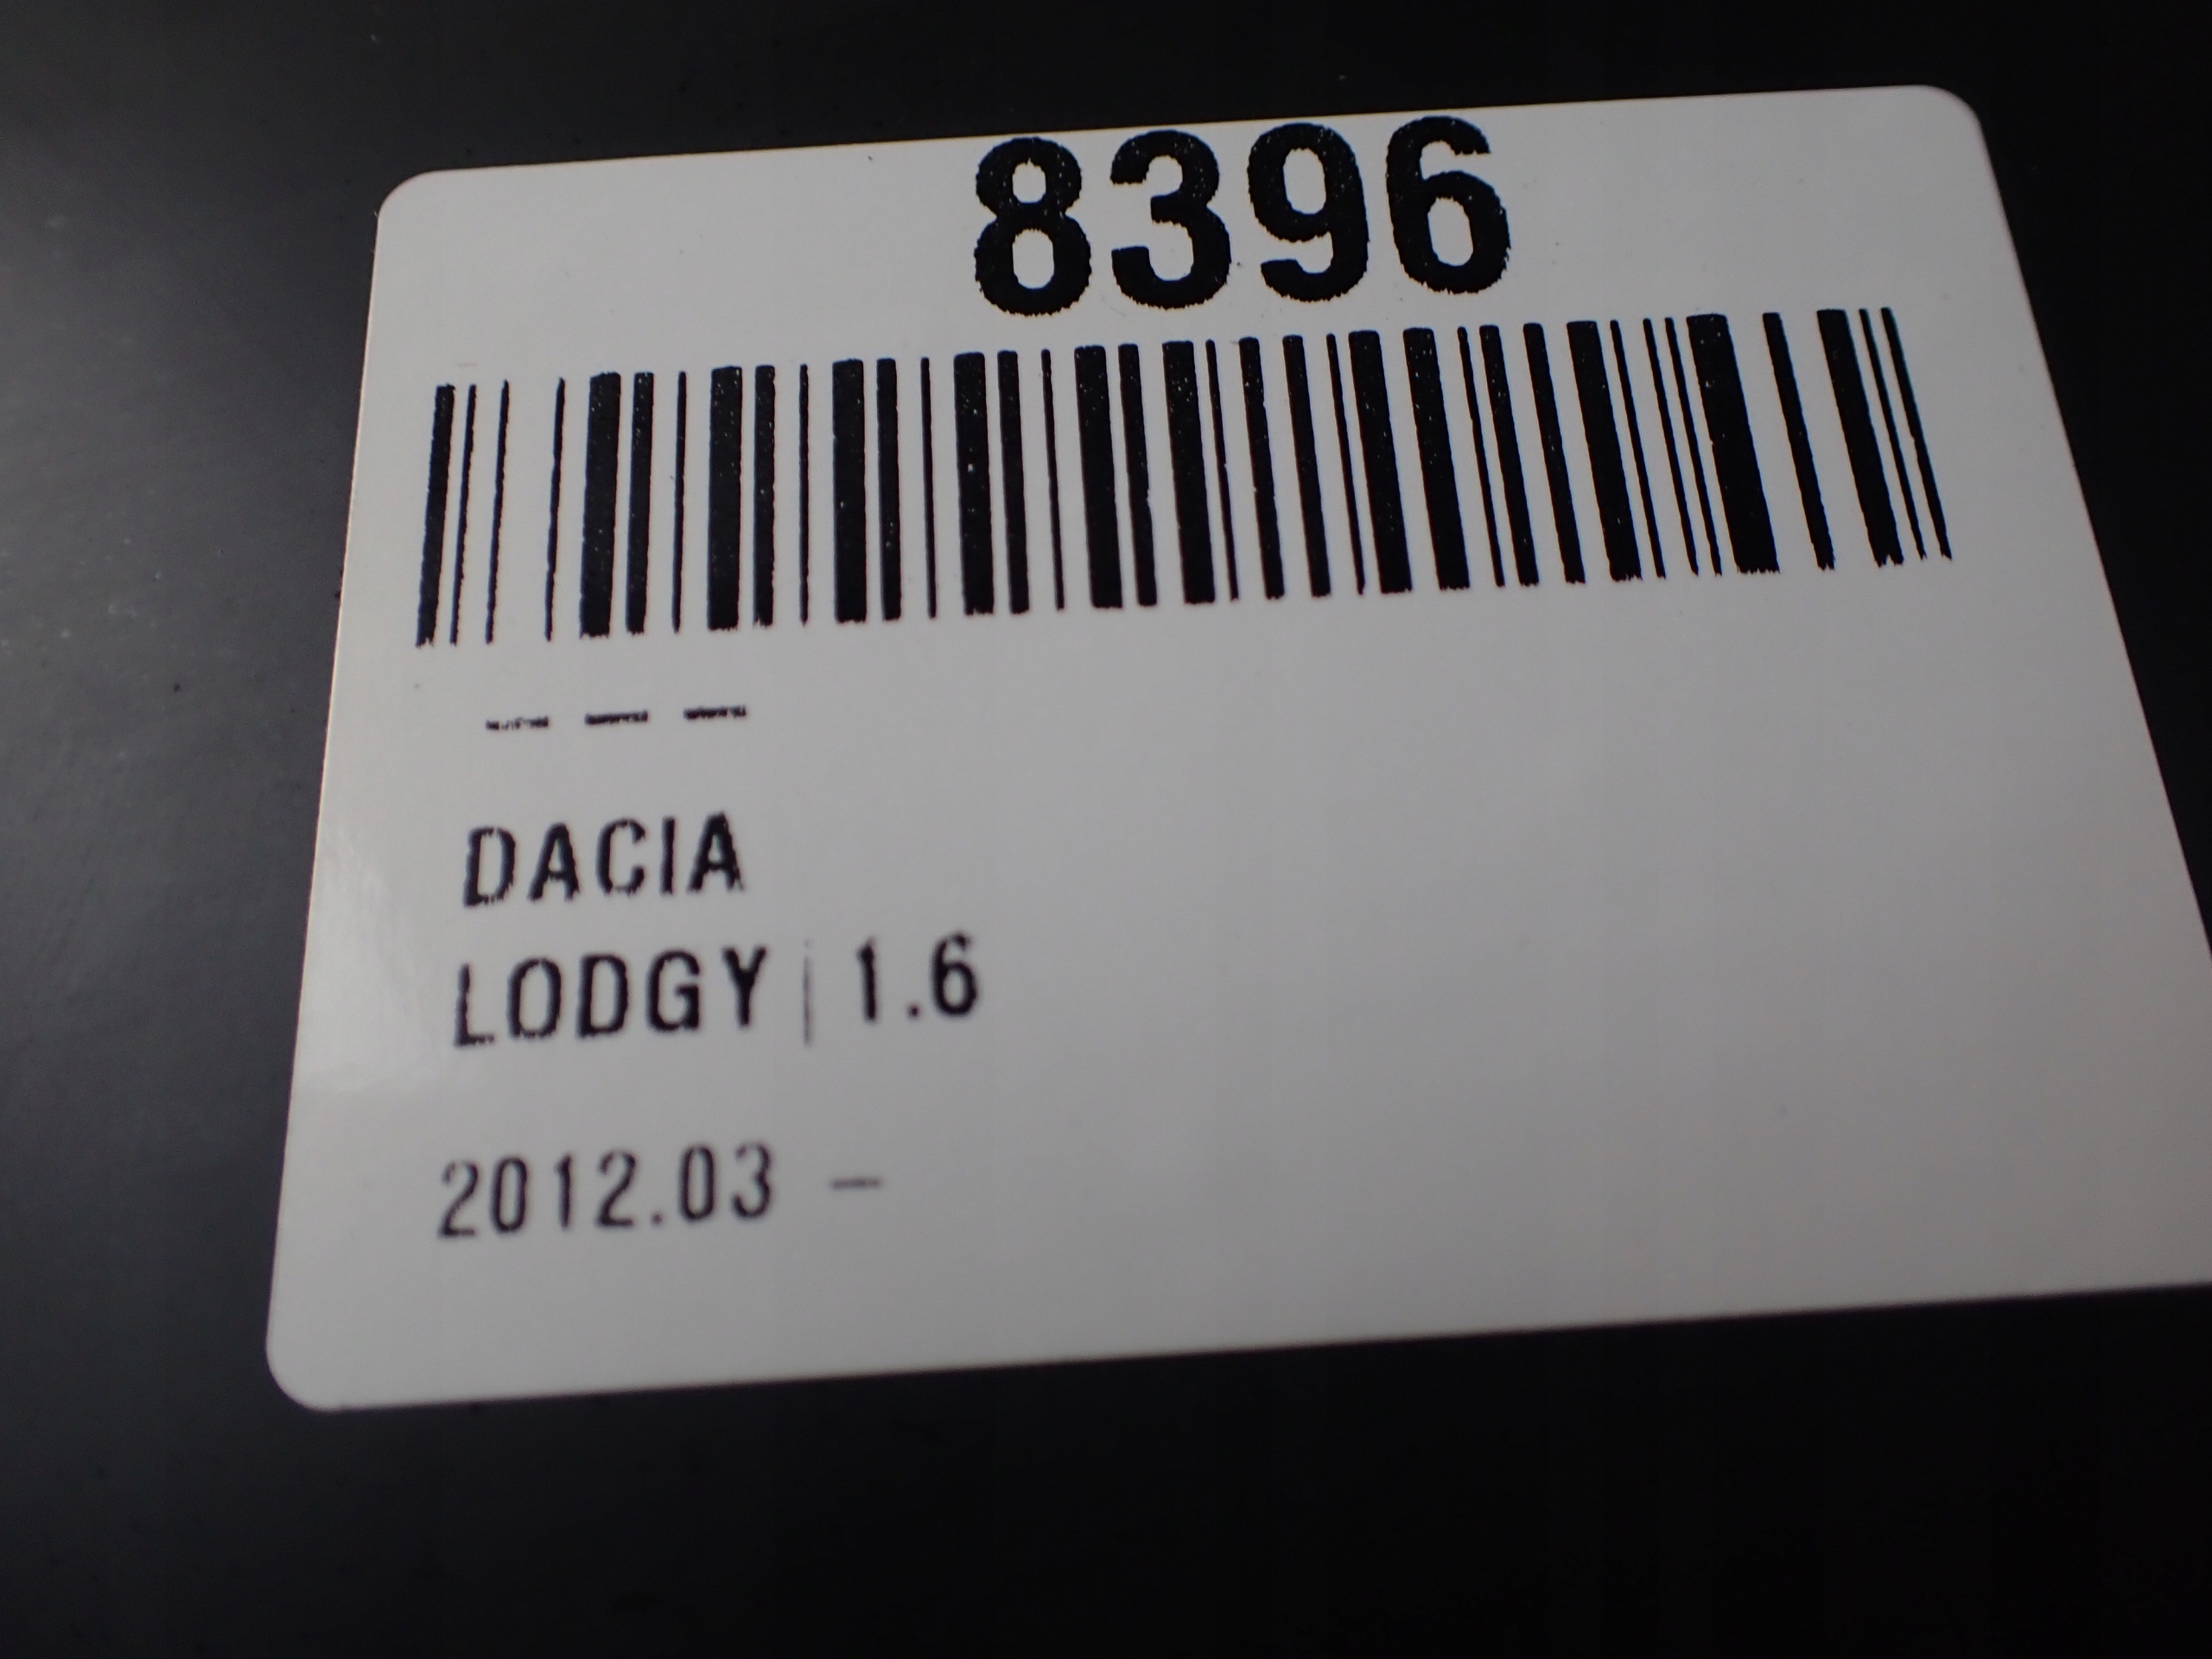 8396
---
DACIA
LODGY | 1.6
2012.03 -